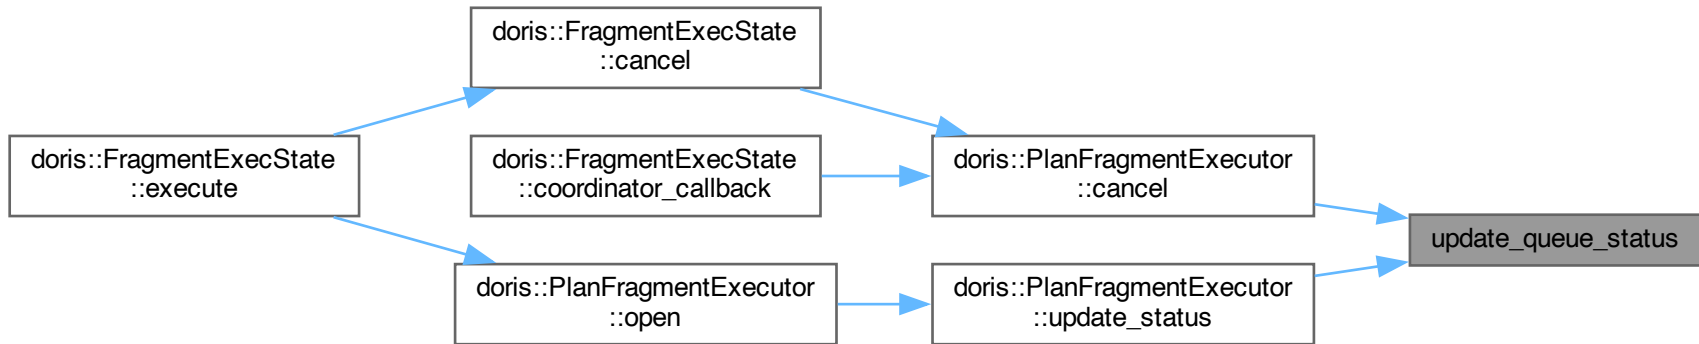 doris::FragmentExecState
::cancel
doris::FragmentExecState
::execute
doris::FragmentExecState
::coordinator_callback
doris::PlanFragmentExecutor
::cancel
update_queue_status
doris::PlanFragmentExecutor
::open
doris::PlanFragmentExecutor
::update_status